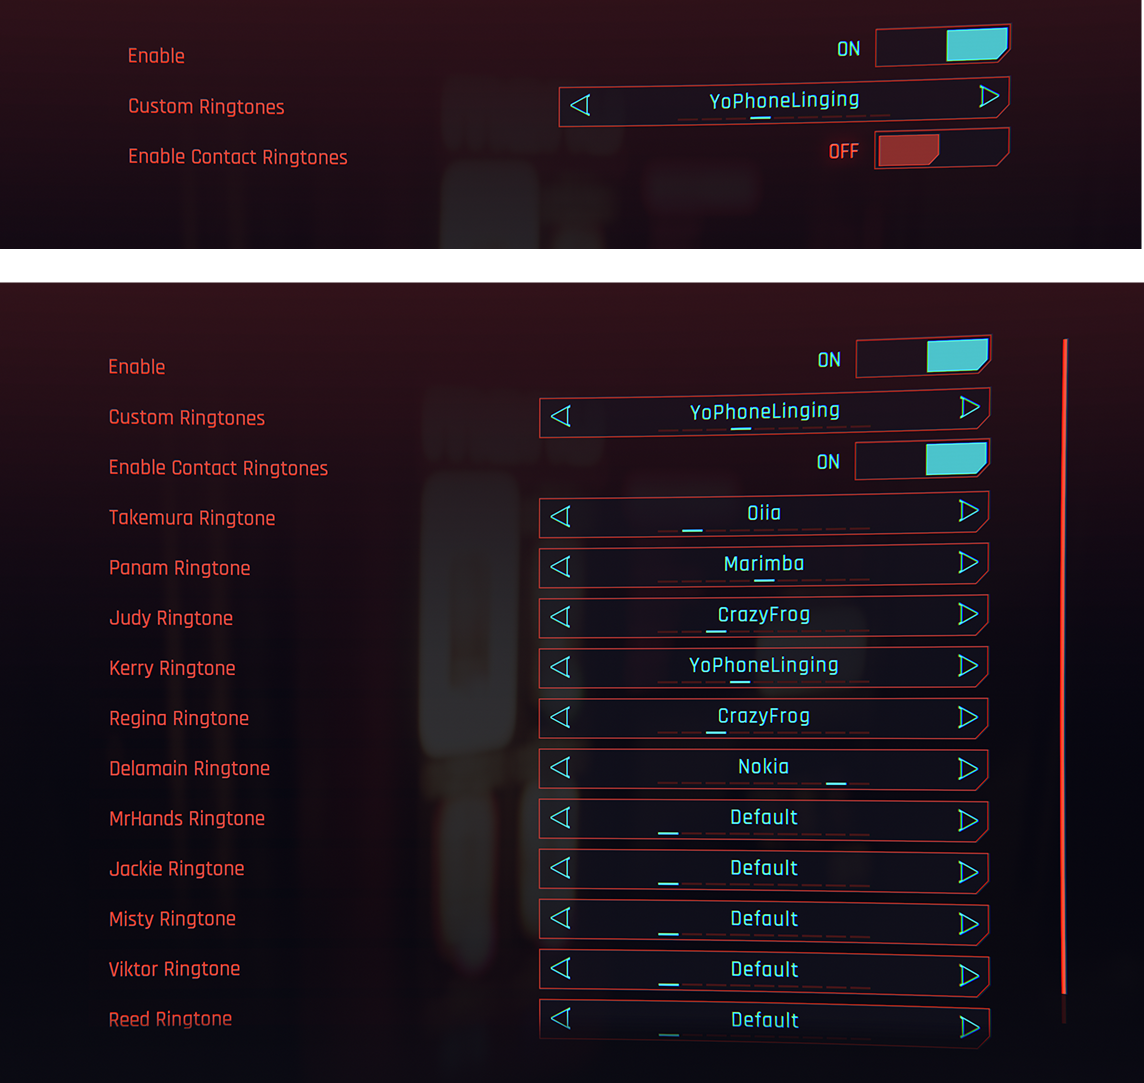 Enable ON
Custom Ringtones YoPhoneLinging
Enable Contact Ringtones OFF
Enable ON
Custom Ringtones YoPhoneLinging
Enable Contact Ringtones ON
Takemura Ringtone Oiia
Panam Ringtone Marimba
Judy Ringtone CrazyFrog
Kerry Ringtone YoPhoneLinging
Regina Ringtone CrazyFrog
Delamain Ringtone Nokia
MrHands Ringtone Default
Jackie Ringtone Default
Misty Ringtone Default
Viktor Ringtone Default
Reed Ringtone Default